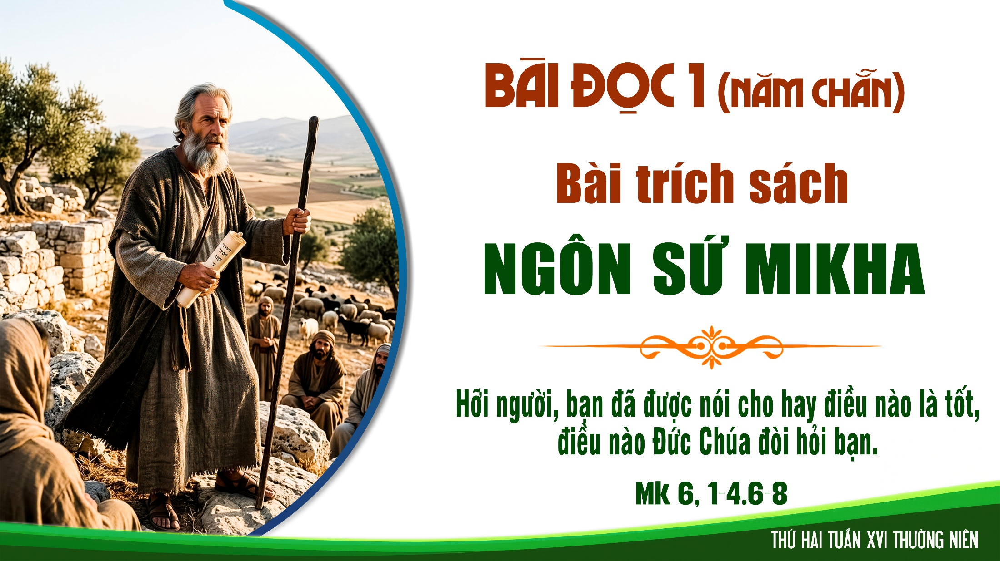 BÀI ĐỌC 1 (NĂM CHẴN)
Bài trích sách
NGÔN SỨ MIKHA
Hỡi người, bạn đã được nói cho hay điều nào là tốt,
điều nào Đức Chúa đòi hỏi bạn.
Mk 6, 1-4.6-8
THỨ HAI TUẦN XVI THƯỜNG NIÊN